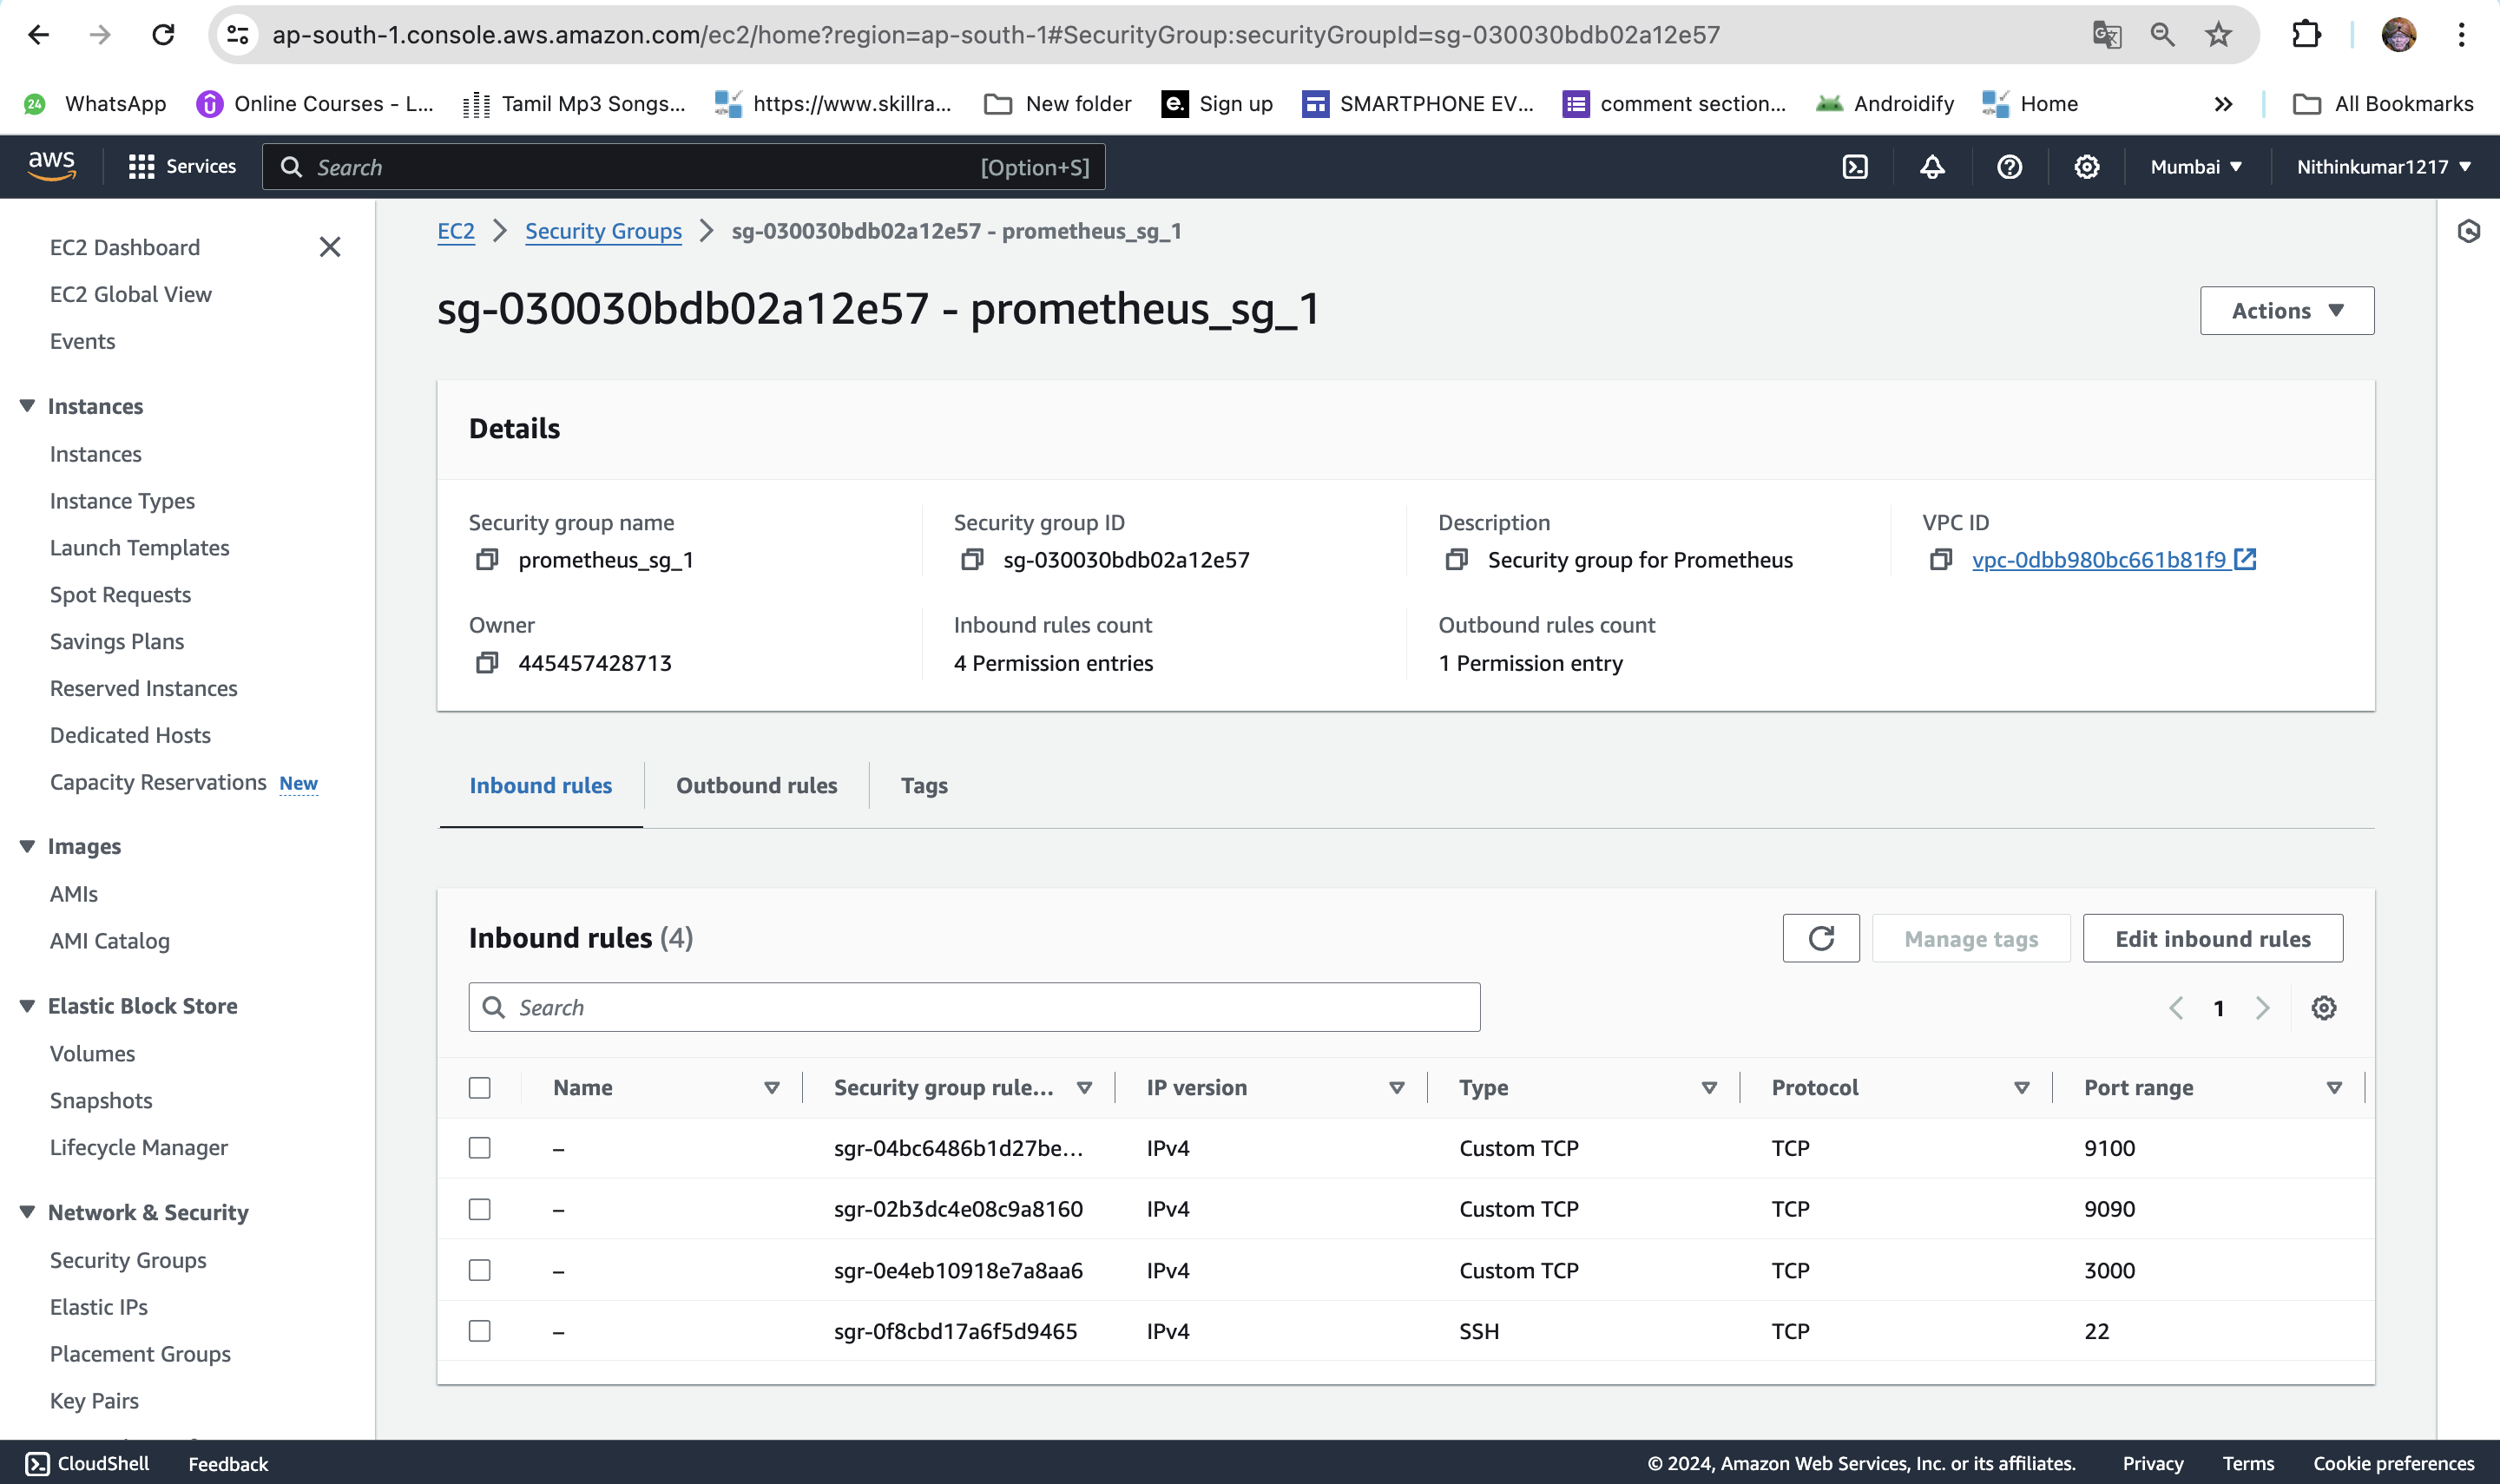 ap-south-1.console.aws.amazon.com/ec2/home?region=ap-south-1#SecurityGroup:securityGroupId=sg-030030bdb02a12e57
24 WhatsApp Online Courses - L... Tamil Mp3 Songs... https://www.skillra... New folder e. Sign up SMARTPHONE EV... comment section... Androidify Home » All Bookmarks
aws Services Search [Option+S] Mumbai Nithinkumar1217
EC2 Dashboard
EC2 Global View
Events
Instances
Instances
Instance Types
Launch Templates
Spot Requests
Savings Plans
Reserved Instances
Dedicated Hosts
Capacity Reservations New
Images
AMIs
AMI Catalog
Elastic Block Store
Volumes
Snapshots
Lifecycle Manager
Network & Security
Security Groups
Elastic IPs
Placement Groups
Key Pairs
EC2 > Security Groups > sg-030030bdb02a12e57 - prometheus_sg_1
sg-030030bdb02a12e57 - prometheus_sg_1
Actions
Details
Security group name
prometheus_sg_1
Security group ID
sg-030030bdb02a12e57
Description
Security group for Prometheus
VPC ID
vpc-0dbb980bc661b81f9
Owner
445457428713
Inbound rules count
4 Permission entries
Outbound rules count
1 Permission entry
Inbound rules Outbound rules Tags
Inbound rules (4)
Manage tags Edit inbound rules
Search
1
Name Security group rule... IP version Type Protocol Port range
– sgr-04bc6486b1d27be... IPv4 Custom TCP TCP 9100
– sgr-02b3dc4e08c9a8160 IPv4 Custom TCP TCP 9090
– sgr-0e4eb10918e7a8aa6 IPv4 Custom TCP TCP 3000
– sgr-0f8cbd17a6f5d9465 IPv4 SSH TCP 22
CloudShell Feedback © 2024, Amazon Web Services, Inc. or its affiliates. Privacy Terms Cookie preferences